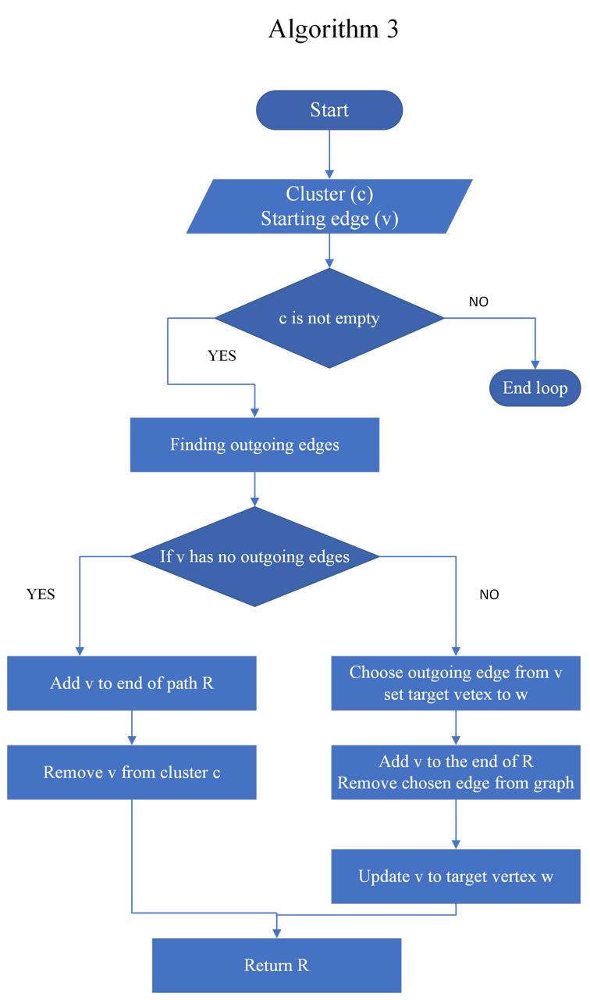 Algorithm 3
Start
Cluster (c)
Starting edge (v)
c is not empty
NO
YES
End loop
Finding outgoing edges
If v has no outgoing edges
YES
NO
Add v to end of path R
Choose outgoing edge from v
set target vetex to w
Remove v from cluster c
Add v to the end of R
Remove chosen edge from graph
Update v to target vertex w
Return R